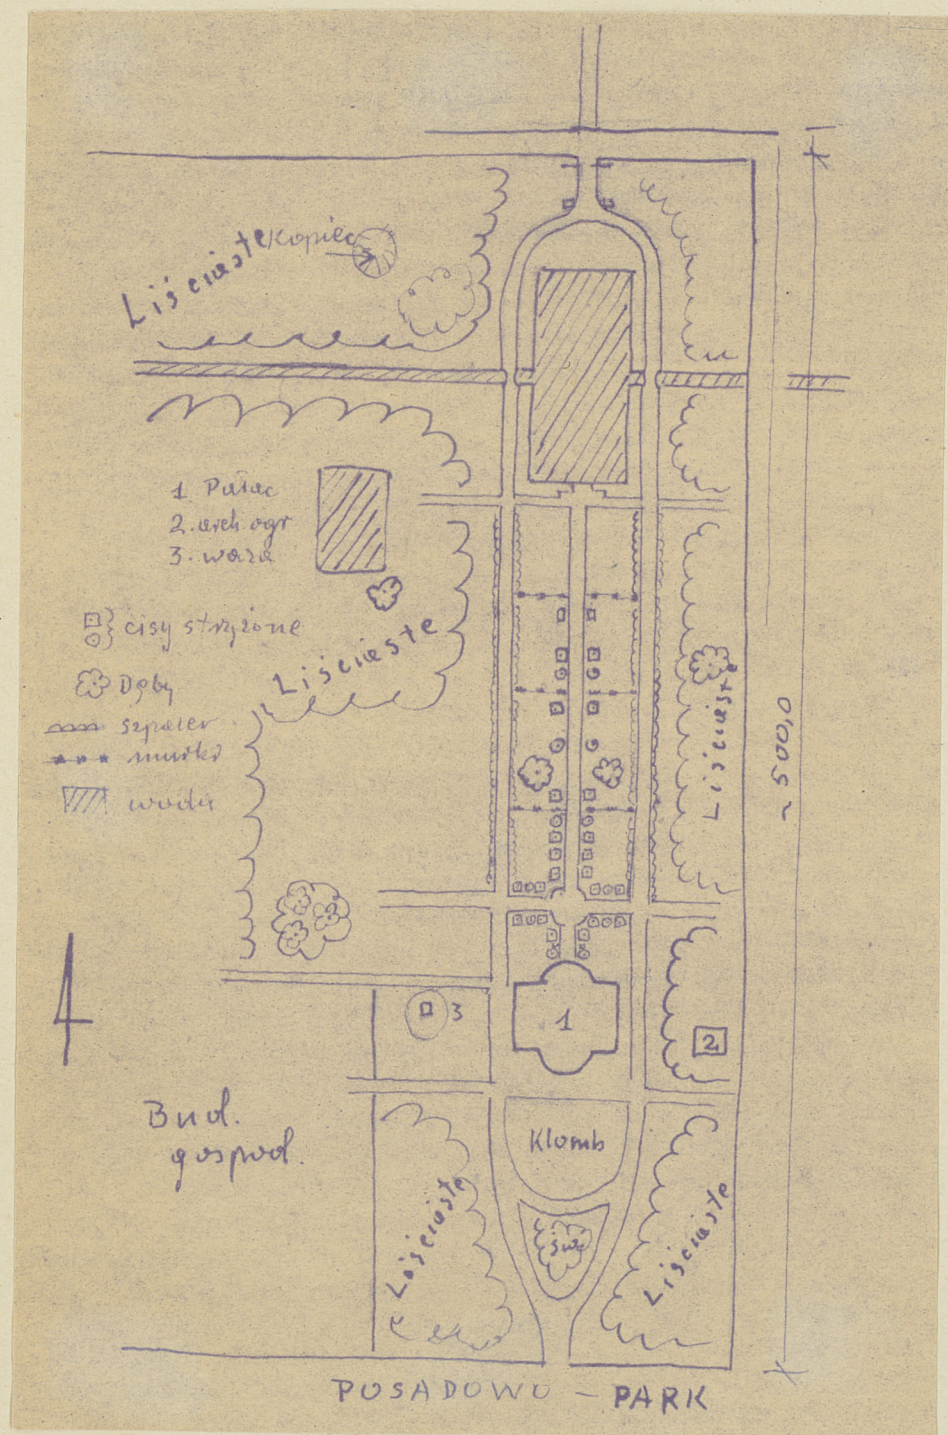 Liściaste
Kopiec
1 Pałac
2. arch. ogr
3. waza
cisy strzyżone
Dęby
szpaler
murki
woda
Liściaste
Liściaste
~ 500,0
3
1
2
Bud.
gospod.
Klomb
Liściaste
Liściaste
POSADOWO – PARK